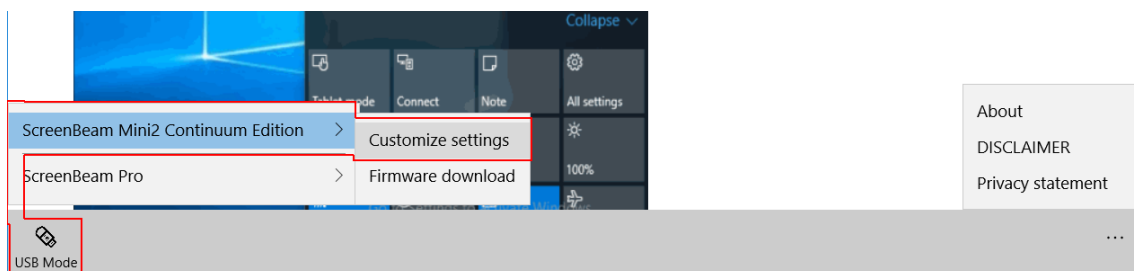 Collapse
Tablet mode
Connect
Note
All settings
ScreenBeam Mini2 Continuum Edition
Customize settings
100%
ScreenBeam Pro
Firmware download
About
DISCLAIMER
Privacy statement
USB Mode
...